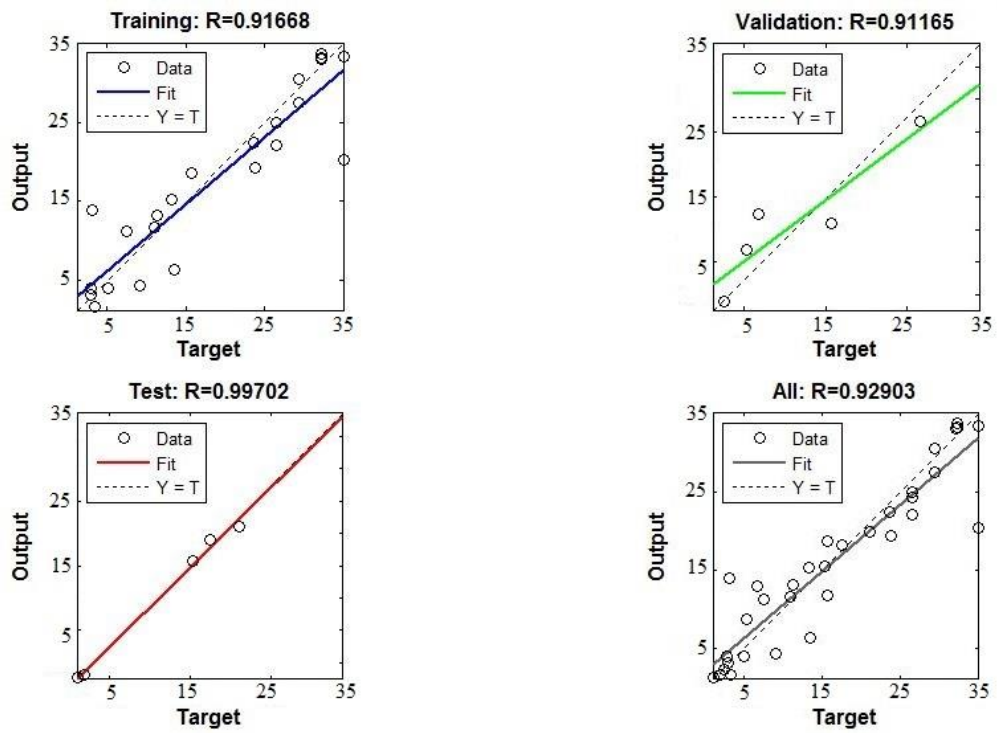 Training: R=0.91668
35
25
15
5
Output
Data
Fit
Y = T
5
15
25
35
Target
Validation: R=0.91165
35
25
15
5
Output
Data
Fit
Y = T
5
15
25
35
Target
Test: R=0.99702
35
25
15
5
Output
Data
Fit
Y = T
5
15
25
35
Target
All: R=0.92903
35
25
15
5
Output
Data
Fit
Y = T
5
15
25
35
Target